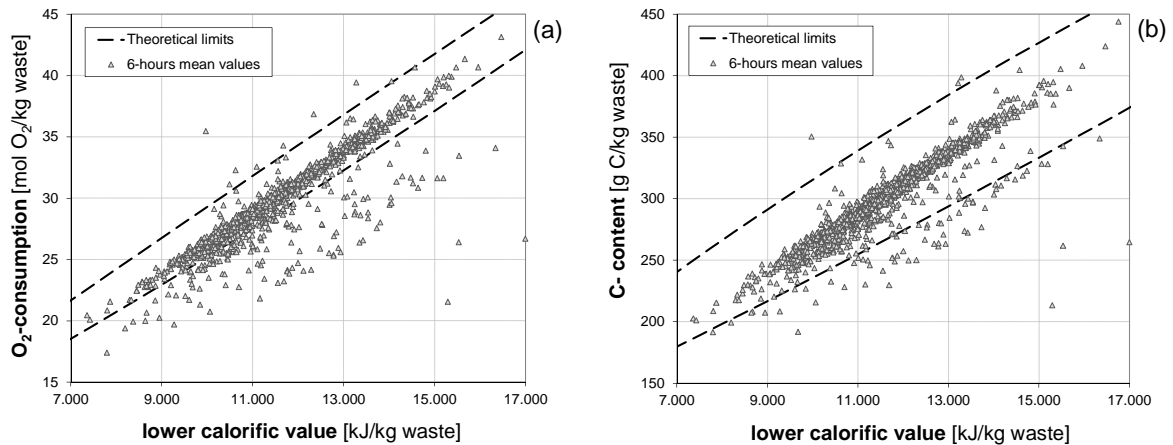 (a)
Theoretical limits
6-hours mean values
O₂-consumption [mol O₂/kg waste]
45
40
35
30
25
20
15
7.000 9.000 11.000 13.000 15.000 17.000
lower calorific value [kJ/kg waste]
(b)
Theoretical limits
6-hours mean values
C- content [g C/kg waste]
450
400
350
300
250
200
150
7.000 9.000 11.000 13.000 15.000 17.000
lower calorific value [kJ/kg waste]